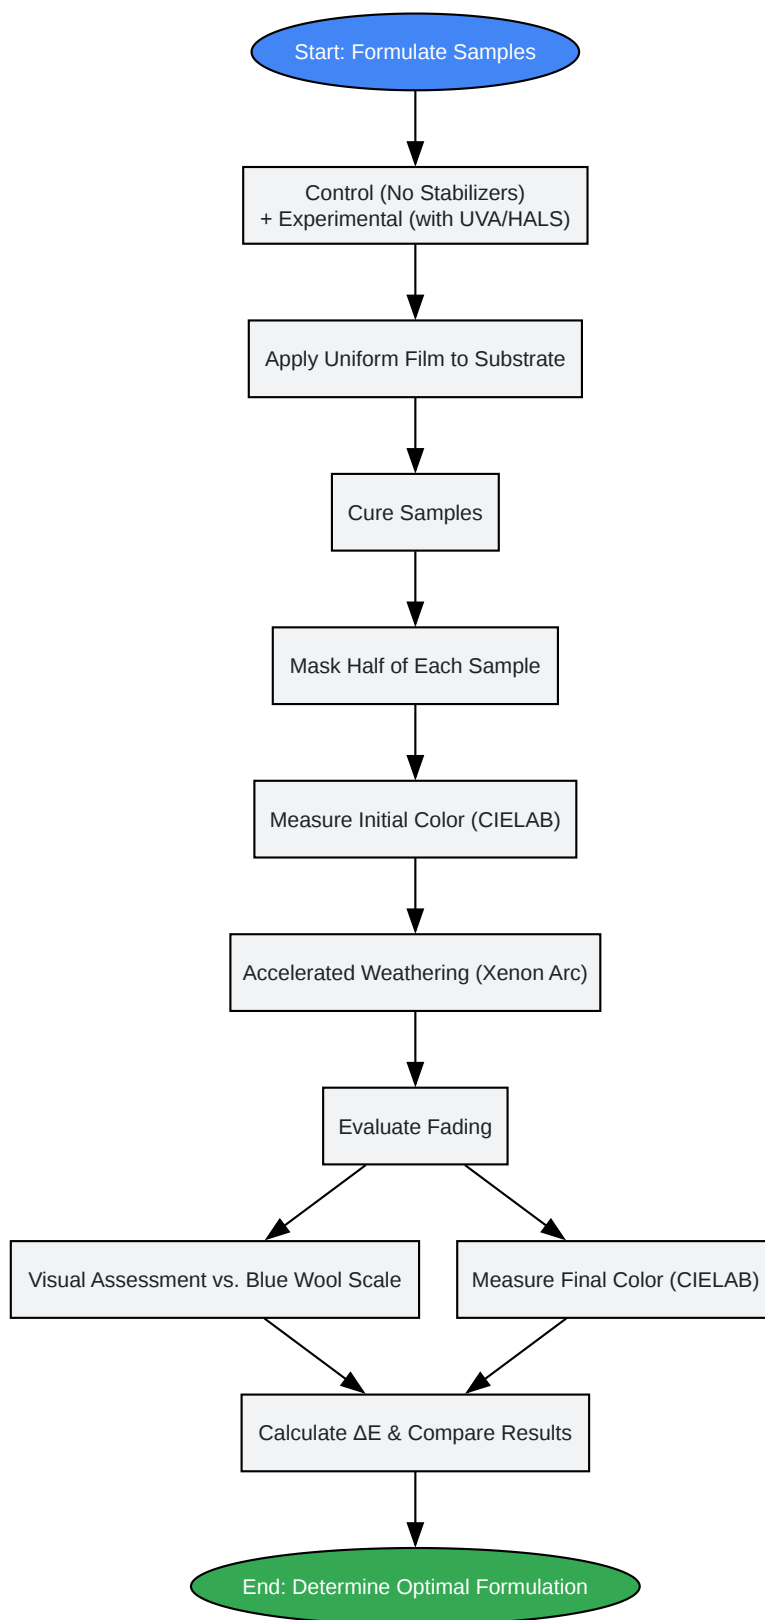 Start: Formulate Samples
Control (No Stabilizers)
+ Experimental (with UVA/HALS)
Apply Uniform Film to Substrate
Cure Samples
Mask Half of Each Sample
Measure Initial Color (CIELAB)
Accelerated Weathering (Xenon Arc)
Evaluate Fading
Visual Assessment vs. Blue Wool Scale
Measure Final Color (CIELAB)
Calculate ΔE & Compare Results
End: Determine Optimal Formulation